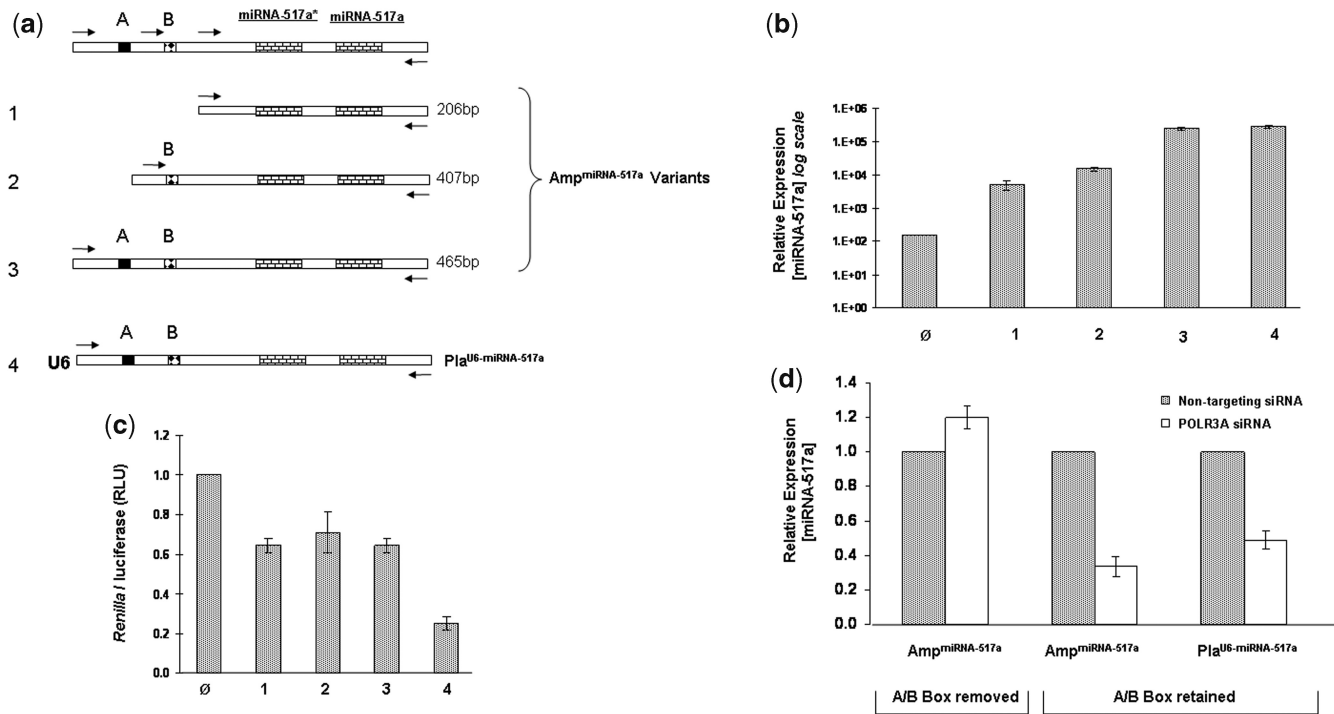 (a)
A B miRNA-517a* miRNA-517a
1 206bp
B
2 407bp
Amp^miRNA-517a Variants
A B
3 465bp
A B
4 U6 Pla^U6-miRNA-517a
(b)
Relative Expression
[miRNA-517a] log scale
1.E+06
1.E+05
1.E+04
1.E+03
1.E+02
1.E+01
1.E+00
Ø 1 2 3 4
(c)
Renilla / luciferase (RLU)
1.2
1.0
0.8
0.6
0.4
0.2
0.0
Ø 1 2 3 4
(d)
Relative Expression
[miRNA-517a]
1.4
1.2
1.0
0.8
0.6
0.4
0.2
0.0
Non-targeting siRNA
POLR3A siRNA
Amp^miRNA-517a Amp^miRNA-517a Pla^U6-miRNA-517a
A/B Box removed A/B Box retained